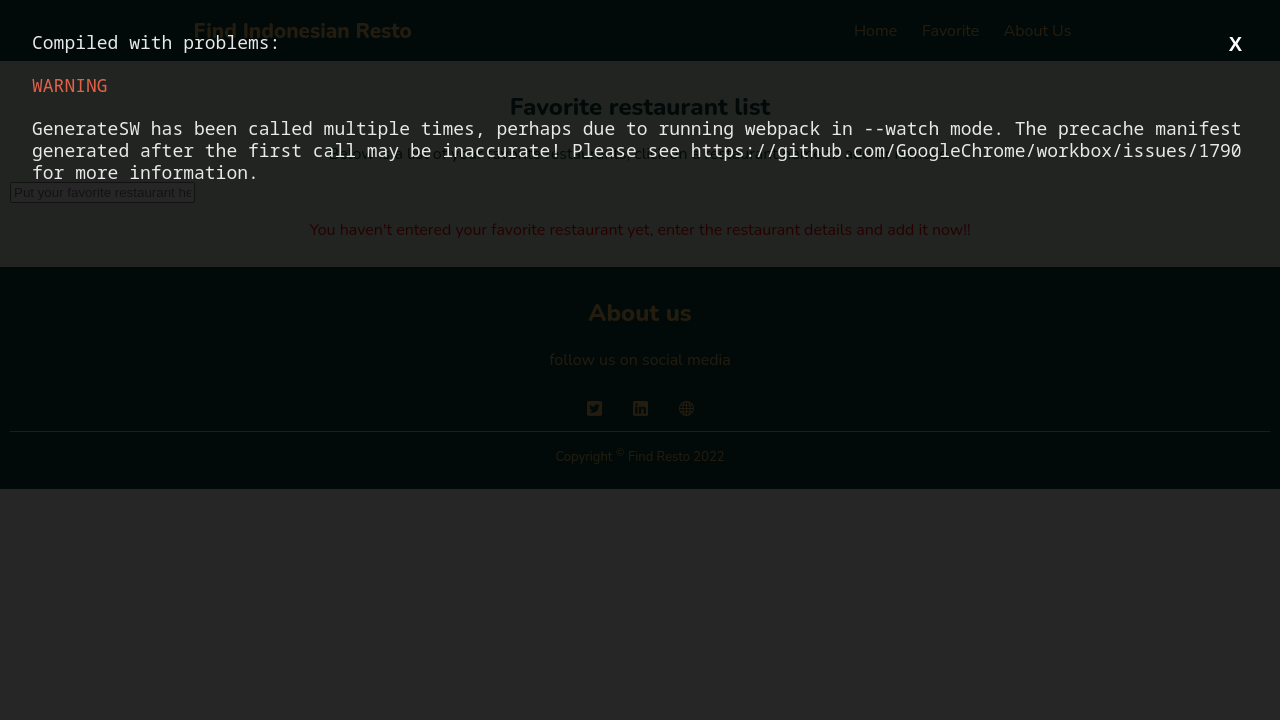 Find Indonesian Resto
Home Favorite About Us
Compiled with problems:
X
WARNING
GenerateSW has been called multiple times, perhaps due to running webpack in --watch mode. The precache manifest
generated after the first call may be inaccurate! Please see https://github.com/GoogleChrome/workbox/issues/1790
for more information.
Favorite restaurant list
Put your favorite restaurant he
You haven't entered your favorite restaurant yet, enter the restaurant details and add it now!!
About us
follow us on social media
Copyright © Find Resto 2022